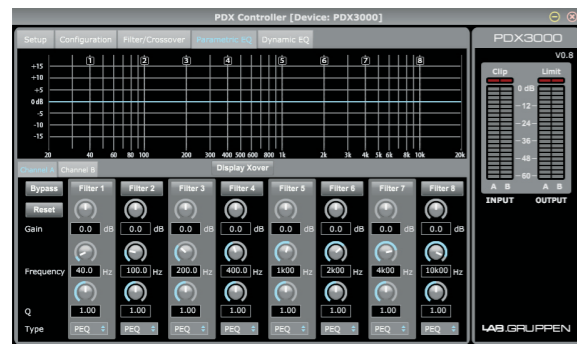 PDX Controller [Device: PDX3000]
Setup Configuration Filter/Crossover Parametric EQ Dynamic EQ
PDX3000
V0.8
1 2 3 4 5 6 7 8
+15
+10
+5
0 dB
-5
-10
-15
20 40 60 80 100 200 300 400 500 600 800 1k 2k 3k 4k 5k 6k 8k 10k 20k
Channel A Channel B Display Xover
Bypass Filter 1 Filter 2 Filter 3 Filter 4 Filter 5 Filter 6 Filter 7 Filter 8
Reset
Gain 0.0 dB 0.0 dB 0.0 dB 0.0 dB 0.0 dB 0.0 dB 0.0 dB 0.0 dB
Frequency 40.0 Hz 100.0 Hz 200.0 Hz 400.0 Hz 1k00 Hz 2k00 Hz 4k00 Hz 10k00 Hz
Q 1.00 1.00 1.00 1.00 1.00 1.00 1.00 1.00
Type PEQ PEQ PEQ PEQ PEQ PEQ PEQ PEQ
Clip Limit
0 dB
-12-
-24-
-36-
-48-
-60-
A B A B
INPUT OUTPUT
LAB.GRUPPEN